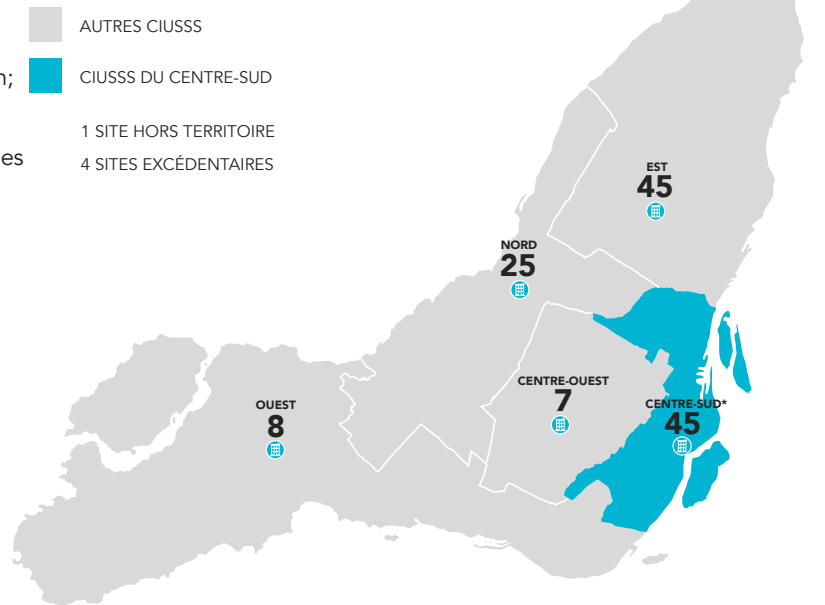 AUTRES CIUSSS
n;
CIUSSS DU CENTRE-SUD
1 SITE HORS TERRITOIRE
es
4 SITES EXCÉDENTAIRES
EST
45
NORD
25
CENTRE-OUEST
7
CENTRE-SUD*
45
OUEST
8